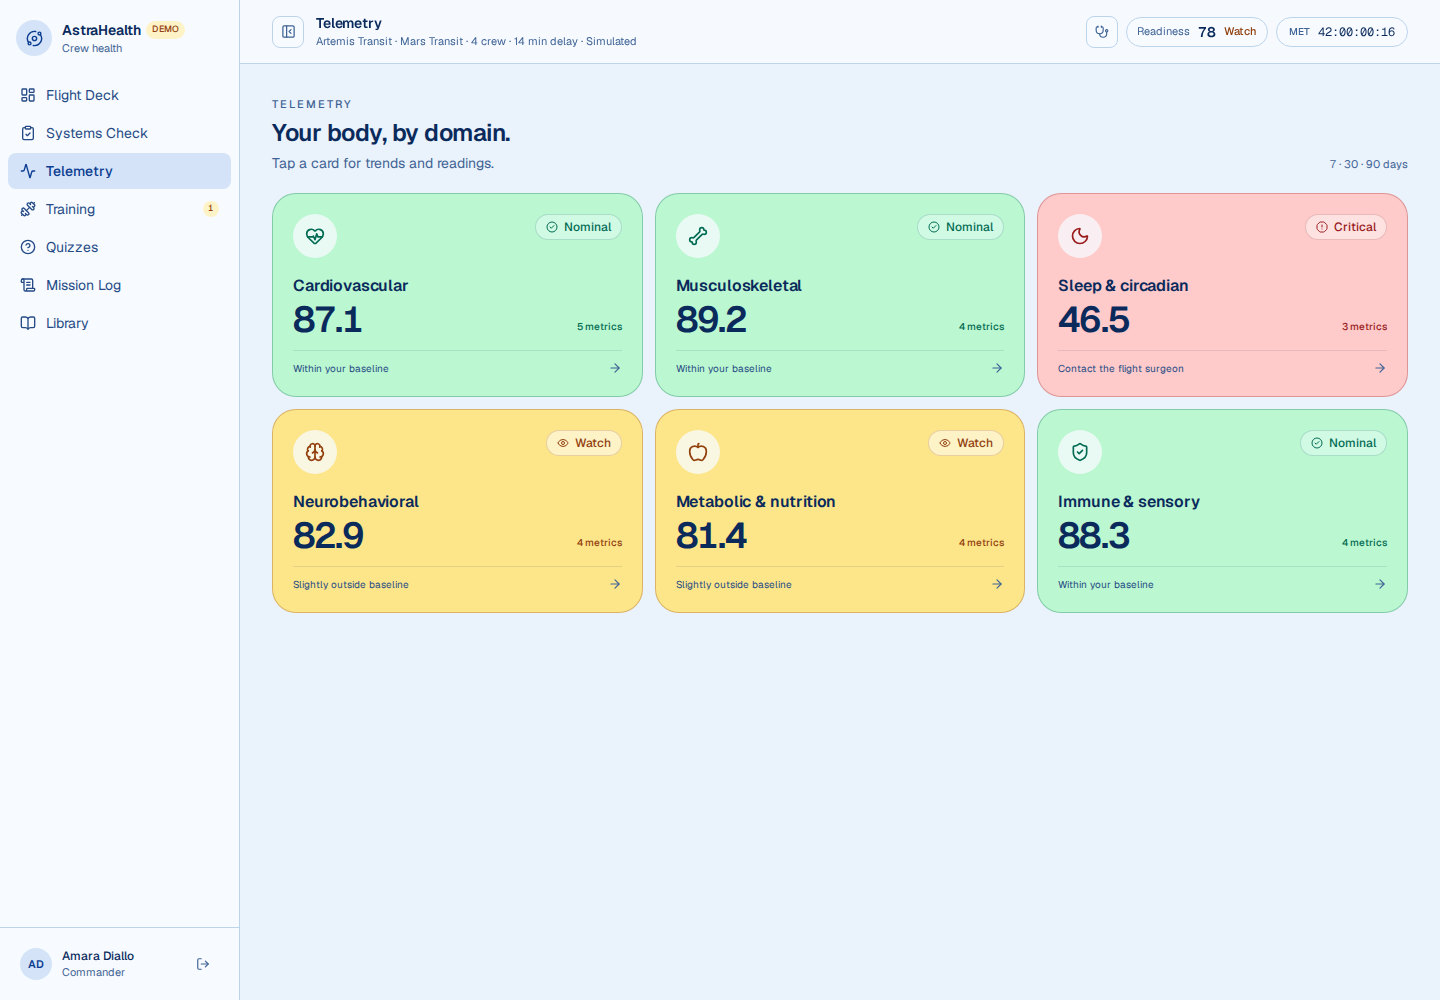 AstraHealth DEMO
Crew health
Flight Deck
Systems Check
Telemetry
Training 1
Quizzes
Mission Log
Library
AD
Amara Diallo
Commander
Telemetry
Artemis Transit · Mars Transit · 4 crew · 14 min delay · Simulated
Readiness 78 Watch
MET 42:00:00:16
TELEMETRY
Your body, by domain.
Tap a card for trends and readings.
7 · 30 · 90 days
Nominal
Cardiovascular
87.1
5 metrics
Within your baseline
Nominal
Musculoskeletal
89.2
4 metrics
Within your baseline
Critical
Sleep & circadian
46.5
3 metrics
Contact the flight surgeon
Watch
Neurobehavioral
82.9
4 metrics
Slightly outside baseline
Watch
Metabolic & nutrition
81.4
4 metrics
Slightly outside baseline
Nominal
Immune & sensory
88.3
4 metrics
Within your baseline